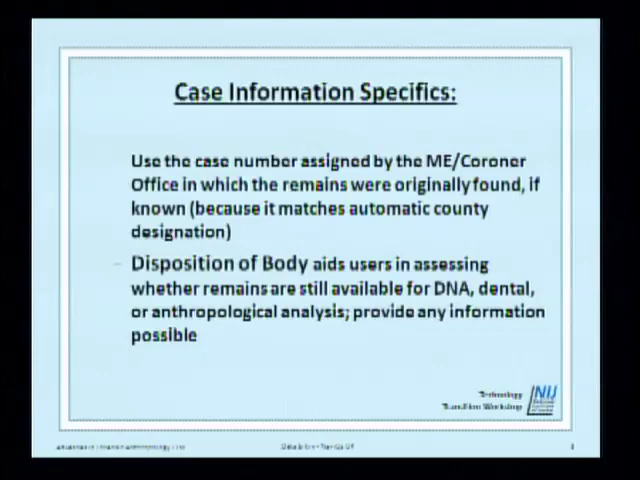 Case Information Specifics:
Use the case number assigned by the ME/Coroner
Office in which the remains were originally found, if
known (because it matches automatic county
designation)
– Disposition of Body aids users in assessing
whether remains are still available for DNA, dental,
or anthropological analysis; provide any information
possible
Technology
Transition Workshop
NIJ